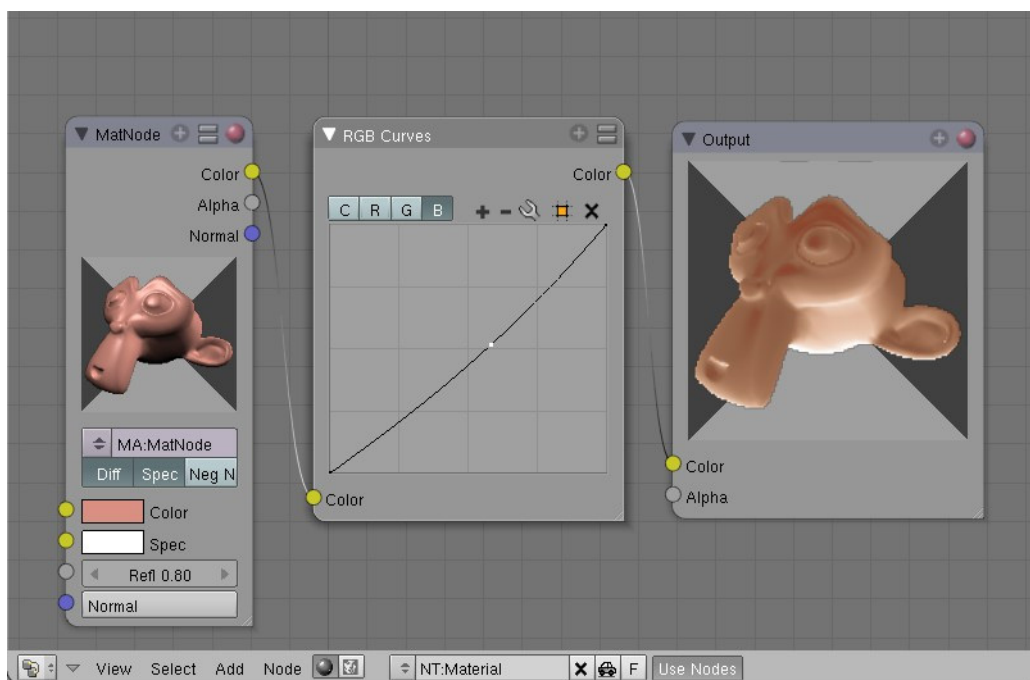 MatNode
Color
Alpha
Normal
MA:MatNode
Diff Spec Neg N
Color
Spec
Refl 0.80
Normal
RGB Curves
Color
C R G B
Color
Output
Color
Alpha
View Select Add Node NT:Material F Use Nodes